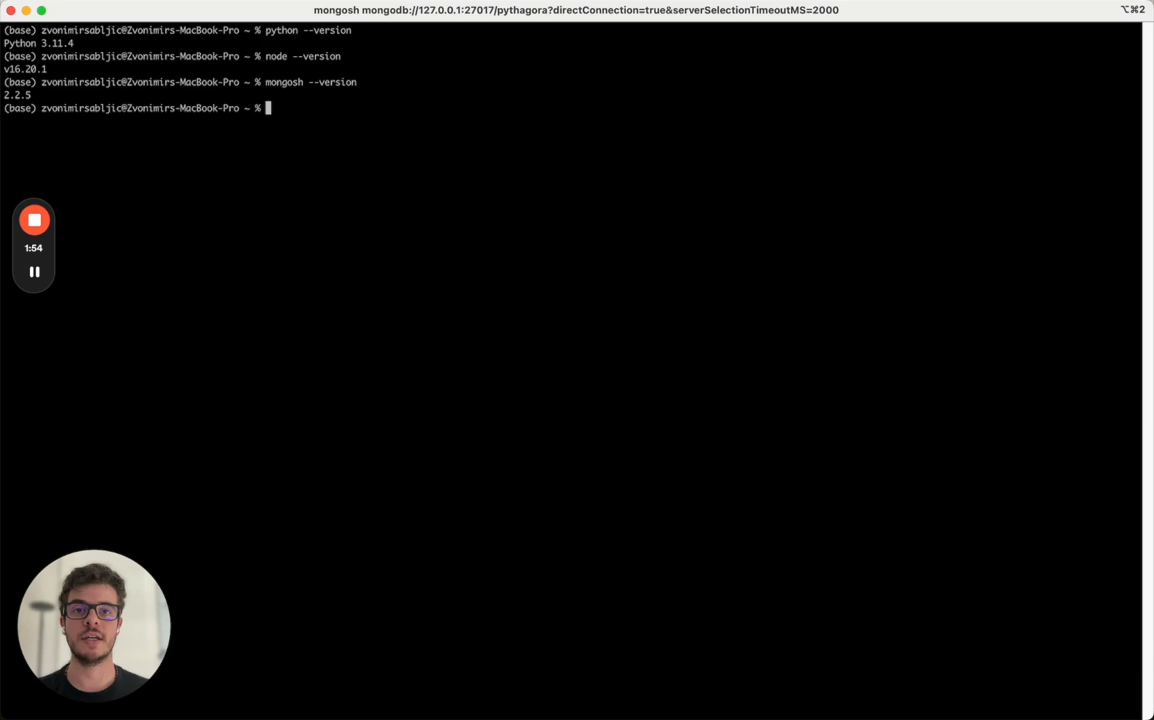 mongosh mongodb://127.0.0.1:27017/pythagora?directConnection=true&serverSelectionTimeoutMS=2000
⌥⌘2
(base) zvonimirsabljic@Zvonimirs-MacBook-Pro ~ % python --version
Python 3.11.4
(base) zvonimirsabljic@Zvonimirs-MacBook-Pro ~ % node --version
v16.20.1
(base) zvonimirsabljic@Zvonimirs-MacBook-Pro ~ % mongosh --version
2.2.5
(base) zvonimirsabljic@Zvonimirs-MacBook-Pro ~ %
1:54